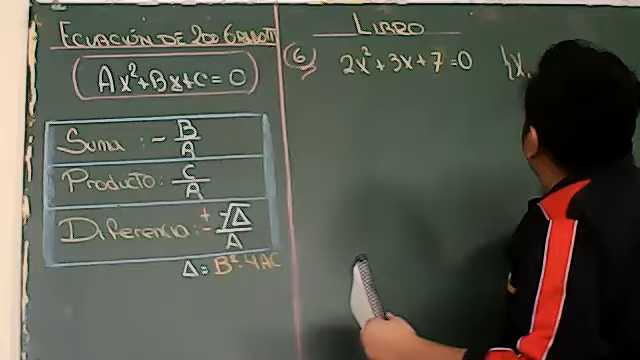 ECUACIÓN DE 2DO GRADO
Ax²+Bx+C=0
Suma: - B/A
Producto: C/A
Diferencia: ± √Δ/A
Δ = B²-4AC
LIBRO
6 2x²+3x+7=0 {x,